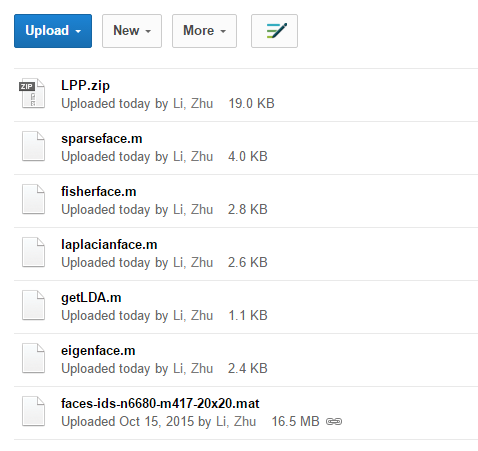 Upload New More
ZIP
LPP.zip
Uploaded today by Li, Zhu 19.0 KB
sparseface.m
Uploaded today by Li, Zhu 4.0 KB
fisherface.m
Uploaded today by Li, Zhu 2.8 KB
laplacianface.m
Uploaded today by Li, Zhu 2.6 KB
getLDA.m
Uploaded today by Li, Zhu 1.1 KB
eigenface.m
Uploaded today by Li, Zhu 2.4 KB
faces-ids-n6680-m417-20x20.mat
Uploaded Oct 15, 2015 by Li, Zhu 16.5 MB